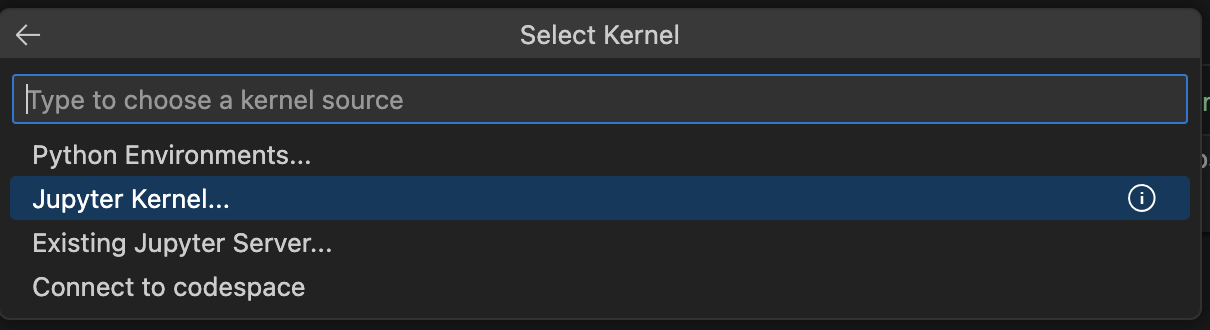 Select Kernel
Type to choose a kernel source
Python Environments...
Jupyter Kernel...
Existing Jupyter Server...
Connect to codespace